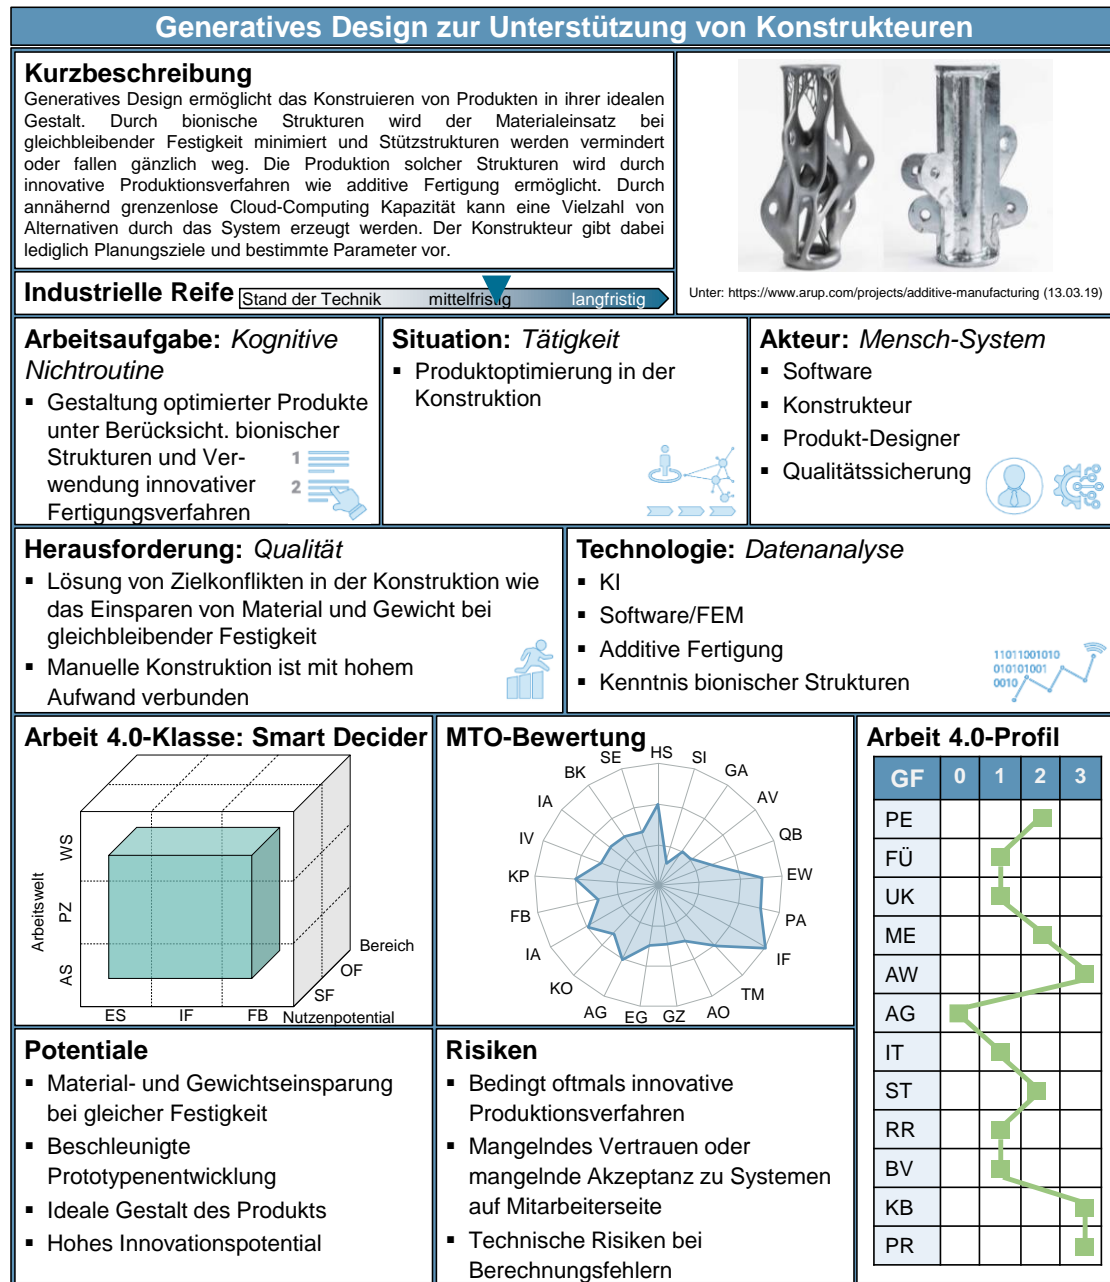 Generatives Design zur Unterstützung von Konstrukteuren
Kurzbeschreibung
Generatives Design ermöglicht das Konstruieren von Produkten in ihrer idealen
Gestalt. Durch bionische Strukturen wird der Materialeinsatz bei
gleichbleibender Festigkeit minimiert und Stützstrukturen werden vermindert
oder fallen gänzlich weg. Die Produktion solcher Strukturen wird durch
innovative Produktionsverfahren wie additive Fertigung ermöglicht. Durch
annähernd grenzenlose Cloud-Computing Kapazität kann eine Vielzahl von
Alternativen durch das System erzeugt werden. Der Konstrukteur gibt dabei
lediglich Planungsziele und bestimmte Parameter vor.
Unter: https://www.arup.com/projects/additive-manufacturing (13.03.19)
Industrielle Reife
Stand der Technik mittelfristig langfristig
Arbeitsaufgabe: Kognitive
Nichtroutine
▪ Gestaltung optimierter Produkte
unter Berücksicht. bionischer
Strukturen und Ver-
wendung innovativer
Fertigungsverfahren
1
2
Situation: Tätigkeit
▪ Produktoptimierung in der
Konstruktion
Akteur: Mensch-System
▪ Software
▪ Konstrukteur
▪ Produkt-Designer
▪ Qualitätssicherung
Herausforderung: Qualität
▪ Lösung von Zielkonflikten in der Konstruktion wie
das Einsparen von Material und Gewicht bei
gleichbleibender Festigkeit
▪ Manuelle Konstruktion ist mit hohem
Aufwand verbunden
Technologie: Datenanalyse
▪ KI
▪ Software/FEM
▪ Additive Fertigung
▪ Kenntnis bionischer Strukturen
11011001010
010101001
0010
Arbeit 4.0-Klasse: Smart Decider
Arbeitswelt
WS
PZ
AS
ES IF FB Nutzenpotential
SF
OF
Bereich
MTO-Bewertung
HS
SI
GA
AV
QB
EW
PA
IF
TM
AO
GZ
EG
AG
KO
IA
FB
KP
IV
IA
BK
SE
Arbeit 4.0-Profil
GF 0 1 2 3
PE
FÜ
UK
ME
AW
AG
IT
ST
RR
BV
KB
PR
Potentiale
▪ Material- und Gewichtseinsparung
bei gleicher Festigkeit
▪ Beschleunigte
Prototypenentwicklung
▪ Ideale Gestalt des Produkts
▪ Hohes Innovationspotential
Risiken
▪ Bedingt oftmals innovative
Produktionsverfahren
▪ Mangelndes Vertrauen oder
mangelnde Akzeptanz zu Systemen
auf Mitarbeiterseite
▪ Technische Risiken bei
Berechnungsfehlern